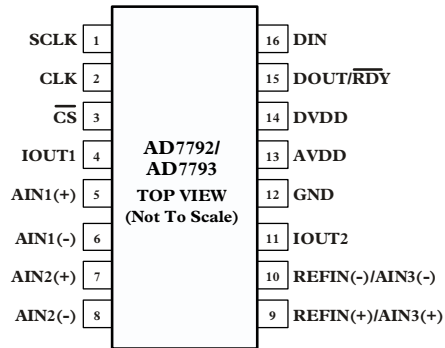 SCLK 1 16 DIN
CLK 2 15 DOUT/R̅D̅Y̅
C̅S̅ 3 14 DVDD
IOUT1 4 13 AVDD
AIN1(+) 5 12 GND
AIN1(-) 6 11 IOUT2
AIN2(+) 7 10 REFIN(-)/AIN3(-)
AIN2(-) 8 9 REFIN(+)/AIN3(+)
AD7792/
AD7793
TOP VIEW
(Not To Scale)